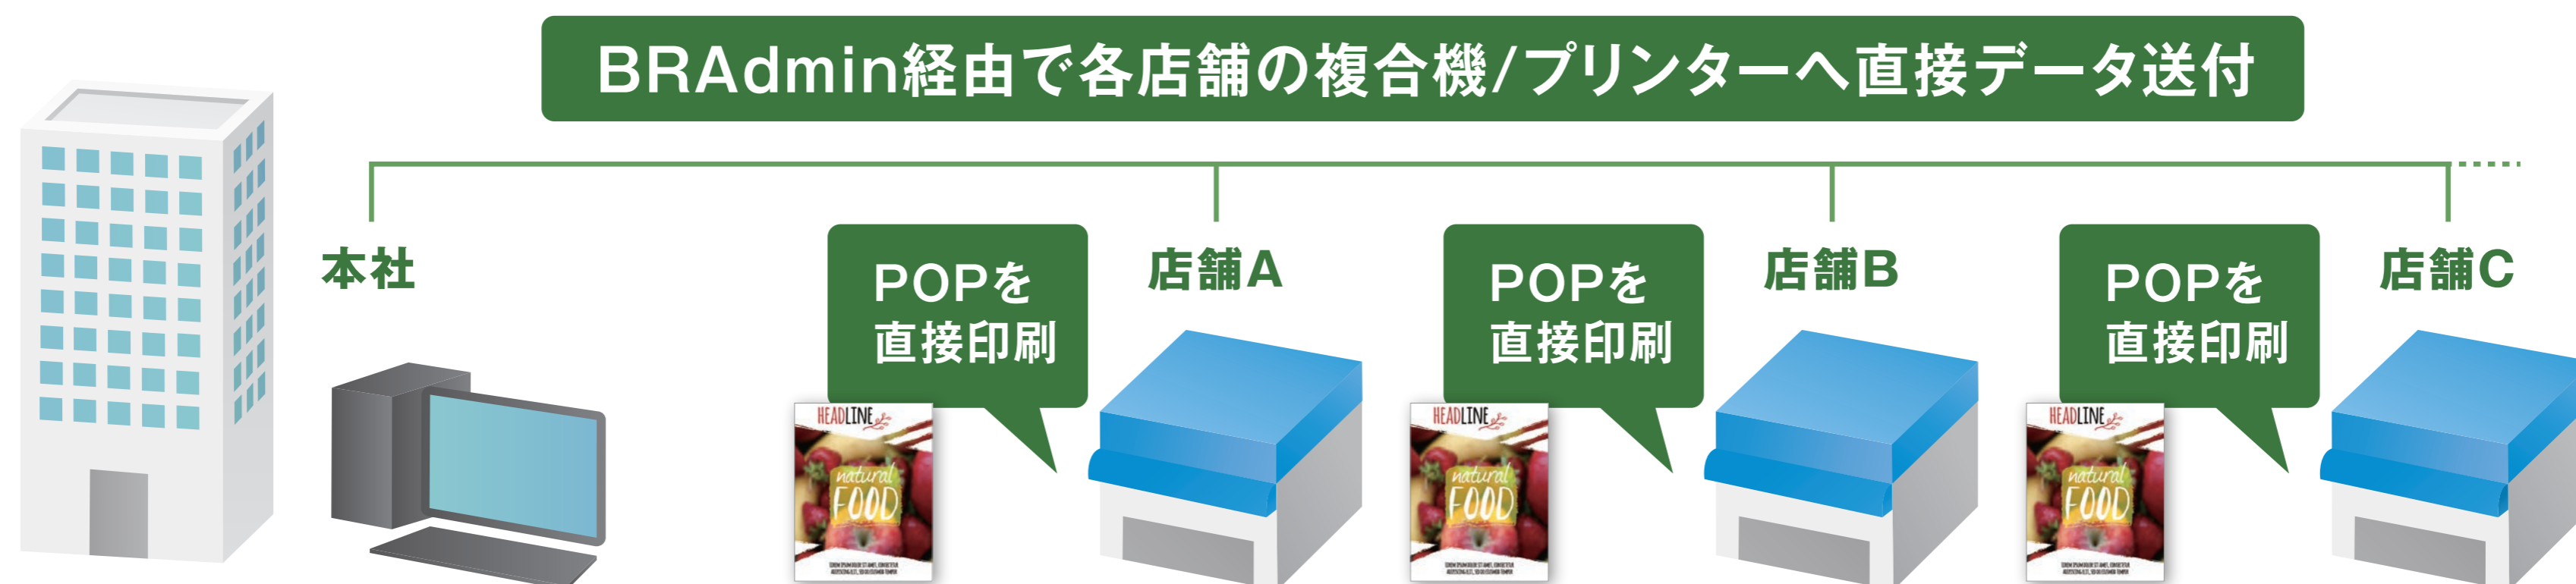 BRAdmin経由で各店舗の複合機/プリンターへ直接データ送付
本社
POPを
直接印刷
店舗A
POPを
直接印刷
店舗B
POPを
直接印刷
店舗C
HEADLINE
natural
FOOD
HEADLINE
natural
FOOD
HEADLINE
natural
FOOD